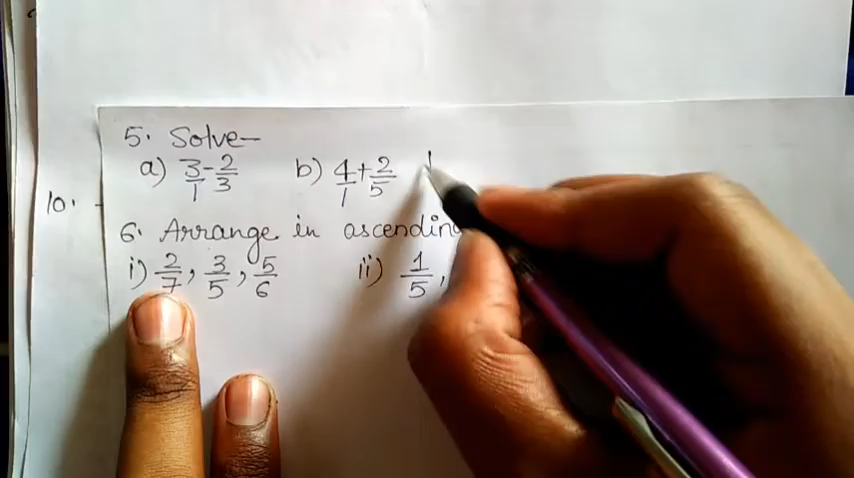 5. Solve-
a) 3/1 - 2/3 b) 4/1 + 2/5
10.
6. Arrange in ascendin
i) 2/7, 3/5, 5/6 ii) 1/5,